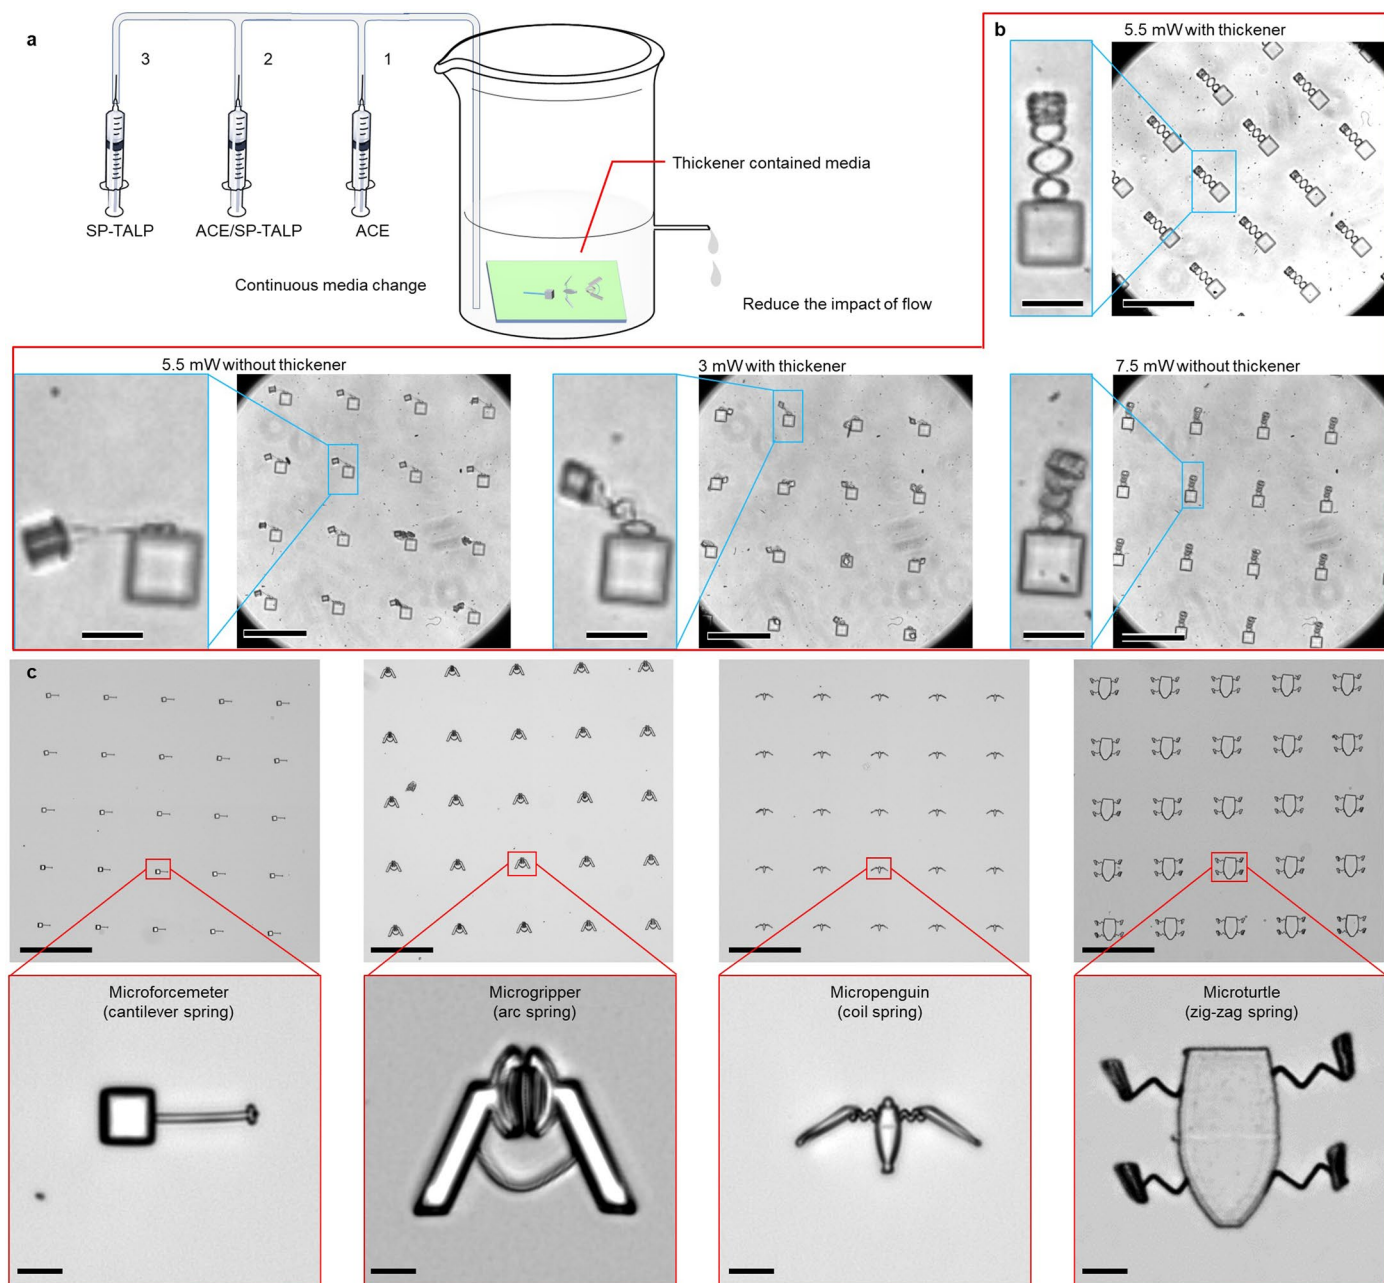 a
3
2
1
SP-TALP
ACE/SP-TALP
ACE
Thickener contained media
Continuous media change
Reduce the impact of flow
b
5.5 mW with thickener
5.5 mW without thickener
3 mW with thickener
7.5 mW without thickener
c
Microforcemeter
(cantilever spring)
Microgripper
(arc spring)
Micropenguin
(coil spring)
Microturtle
(zig-zag spring)